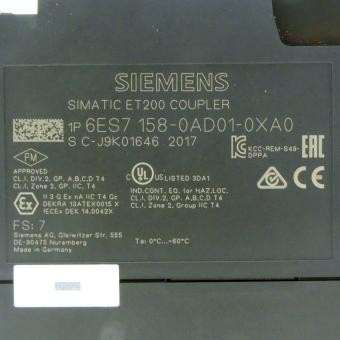 SIEMENS
SIMATIC ET200 COUPLER
1P 6ES7 158-0AD01-0XA0
S C-J9K01646 2017
FM
APPROVED
CL.I, DIV.2, GP. A,B,C,D T4
CL.I, Zone 2, GP. IIC T4
C UL US LISTED 3DA1
IND.CONT. EQ. for HAZ.LOC.
CL.I, DIV.2, GP. A,B,C,D T4
CL.I, Zone 2, Group IIC T4
KCC-REM-S49-
DPPA
EAC
Ex II 3 G Ex nA IIC T4 Gc
DEKRA 13ATEX0015 X
IECEx DEK 14.0042X
FS: 7
Siemens AG, Gleiwitzer Str. 555
DE-90475 Nuremberg
Made in Germany
Ta: 0°C...+60°C